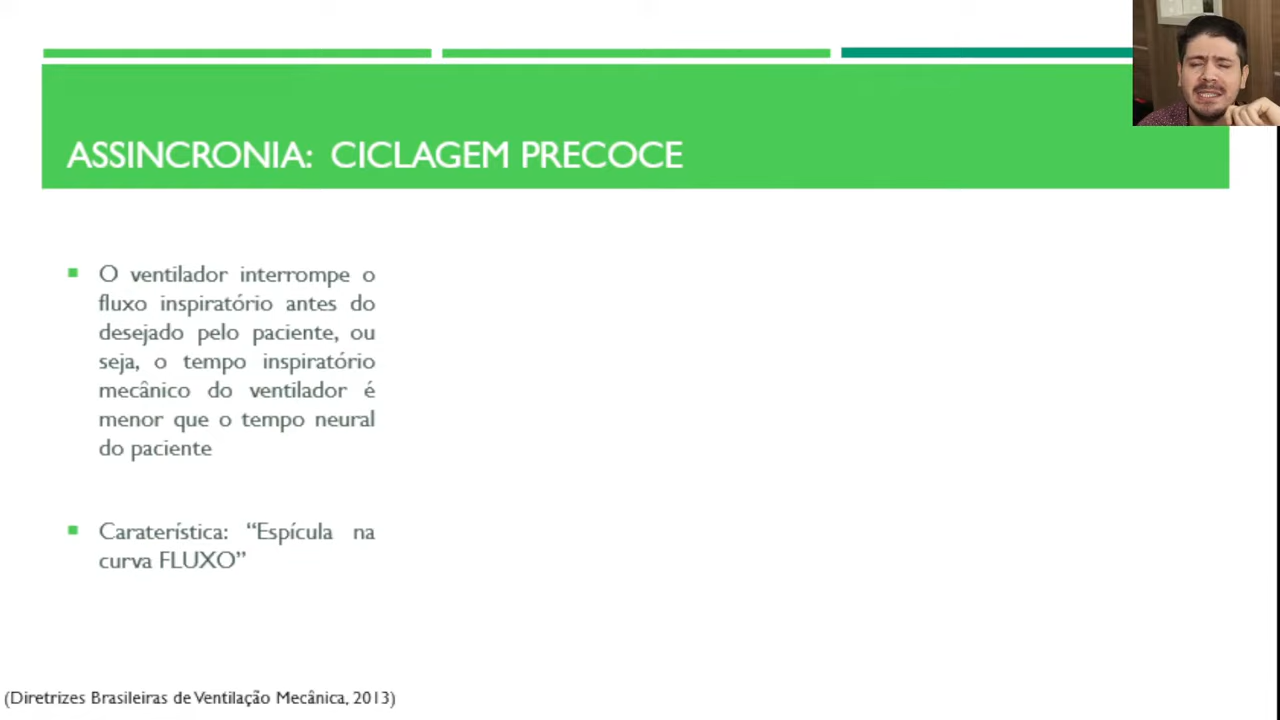 ASSINCRONIA: CICLAGEM PRECOCE
O ventilador interrompe o
fluxo inspiratório antes do
desejado pelo paciente, ou
seja, o tempo inspiratório
mecânico do ventilador é
menor que o tempo neural
do paciente
Caraterística: “Espícula na
curva FLUXO”
(Diretrizes Brasileiras de Ventilação Mecânica, 2013)